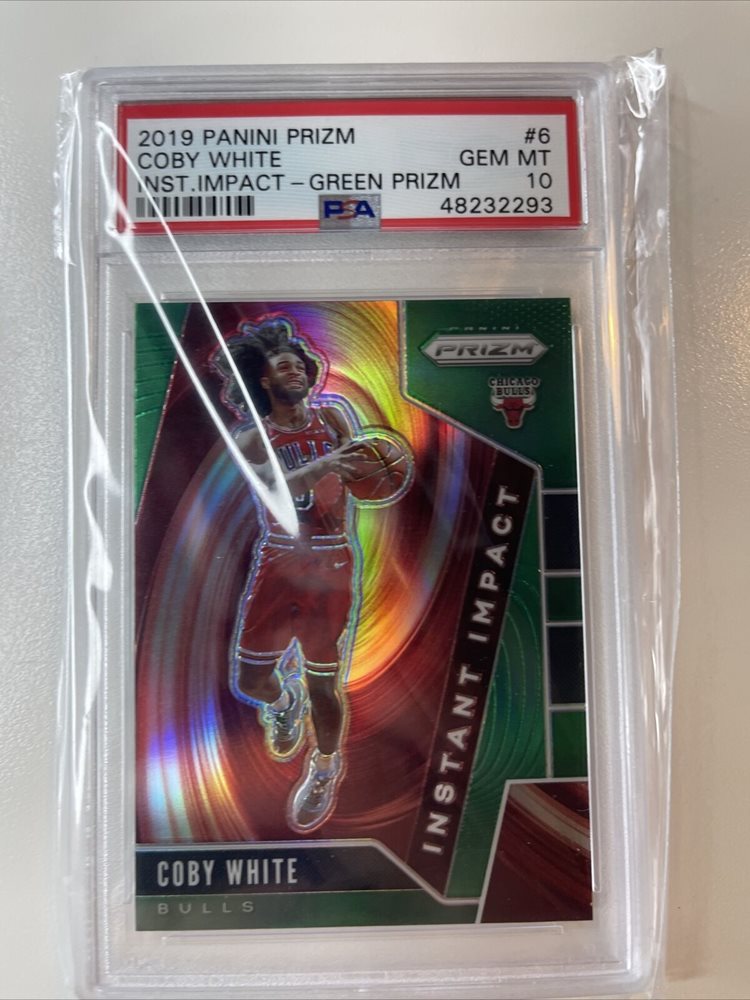 2019 PANINI PRIZM #6
COBY WHITE GEM MT
INST.IMPACT - GREEN PRIZM 10
PSA 48232293
PANINI
PRIZM
CHICAGO
BULLS
ULLS
INSTANT IMPACT
COBY WHITE
BULLS